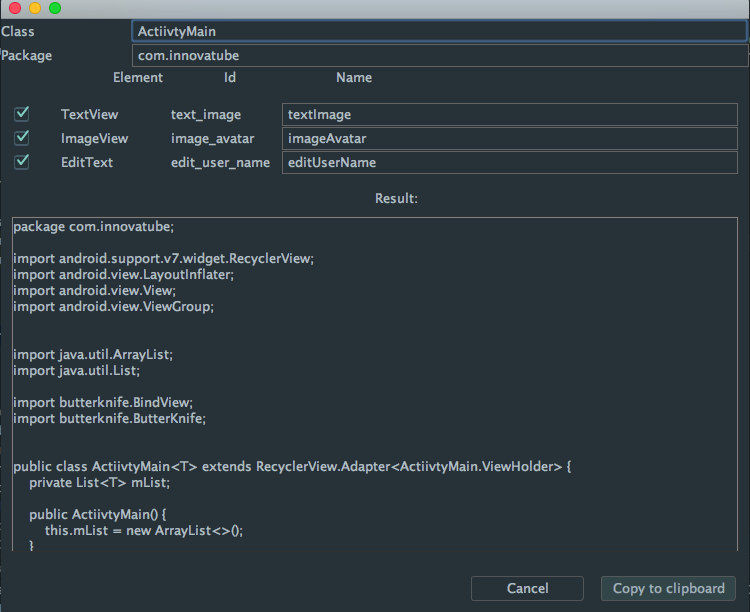 Class ActiivtyMain
Package com.innovatube
Element Id Name
TextView text_image textImage
ImageView image_avatar imageAvatar
EditText edit_user_name editUserName
Result:
package com.innovatube;
import android.support.v7.widget.RecyclerView;
import android.view.LayoutInflater;
import android.view.View;
import android.view.ViewGroup;
import java.util.ArrayList;
import java.util.List;
import butterknife.BindView;
import butterknife.ButterKnife;
public class ActiivtyMain<T> extends RecyclerView.Adapter<ActiivtyMain.ViewHolder> {
private List<T> mList;
public ActiivtyMain() {
this.mList = new ArrayList<>();
}
Cancel Copy to clipboard